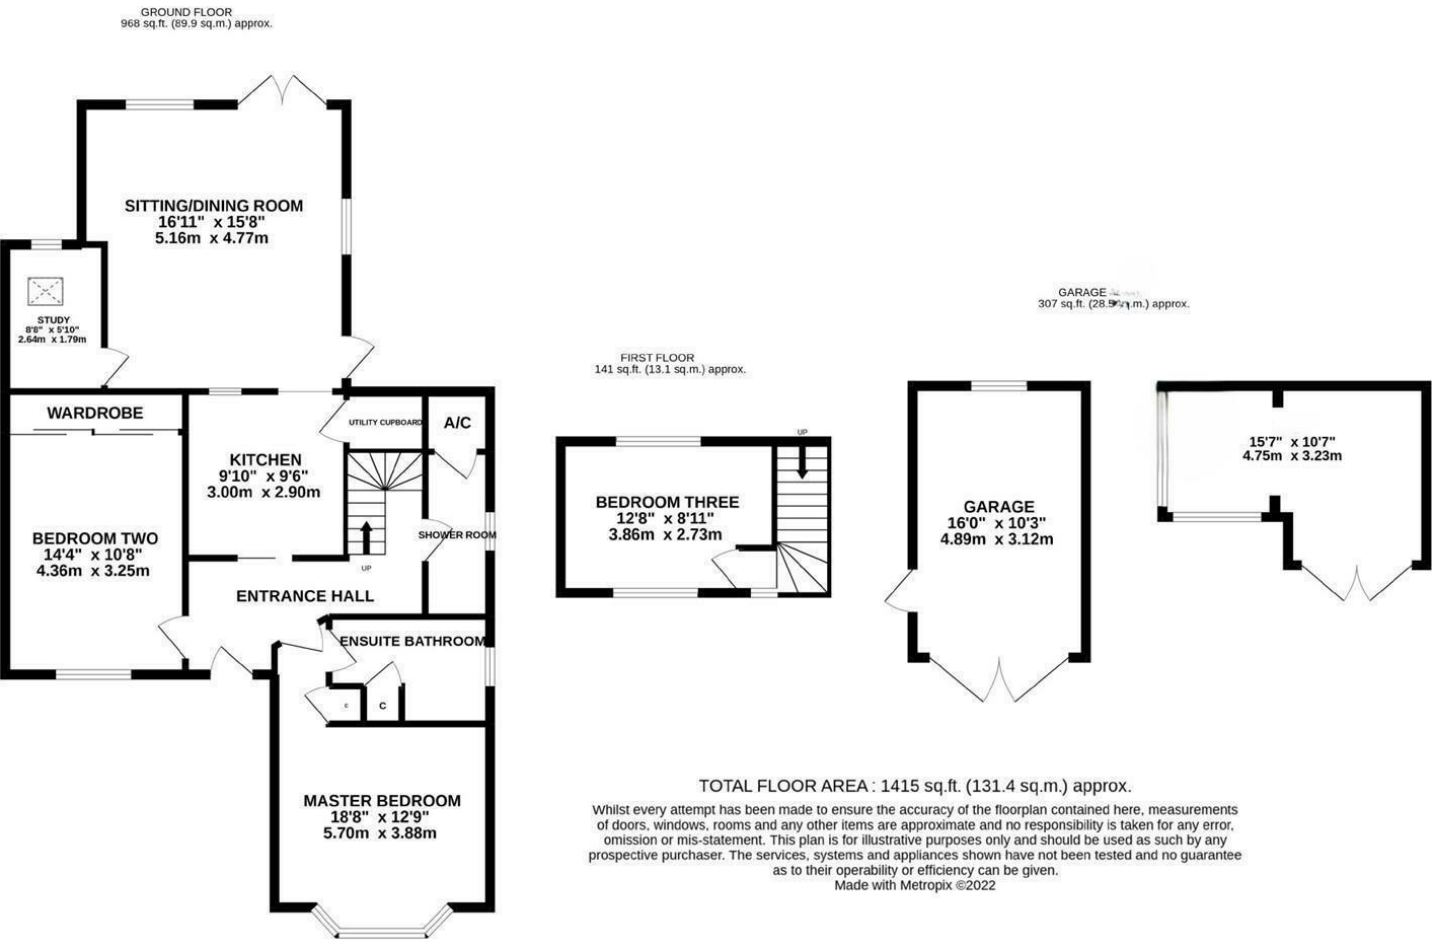 GROUND FLOOR
968 sq.ft. (89.9 sq.m.) approx.
SITTING/DINING ROOM
16'11" x 15'8"
5.16m x 4.77m
STUDY
8'8" x 5'10"
2.64m x 1.79m
WARDROBE
UTILITY CUPBOARD
A/C
KITCHEN
9'10" x 9'6"
3.00m x 2.90m
BEDROOM TWO
14'4" x 10'8"
4.36m x 3.25m
SHOWER ROOM
UP
ENTRANCE HALL
ENSUITE BATHROOM
C
C
MASTER BEDROOM
18'8" x 12'9"
5.70m x 3.88m
FIRST FLOOR
141 sq.ft. (13.1 sq.m.) approx.
UP
BEDROOM THREE
12'8" x 8'11"
3.86m x 2.73m
GARAGE
307 sq.ft. approx.
GARAGE
16'0" x 10'3"
4.89m x 3.12m
15'7" x 10'7"
4.75m x 3.23m
TOTAL FLOOR AREA : 1415 sq.ft. (131.4 sq.m.) approx.
Whilst every attempt has been made to ensure the accuracy of the floorplan contained here, measurements
of doors, windows, rooms and any other items are approximate and no responsibility is taken for any error,
omission or mis-statement. This plan is for illustrative purposes only and should be used as such by any
prospective purchaser. The services, systems and appliances shown have not been tested and no guarantee
as to their operability or efficiency can be given.
Made with Metropix ©2022